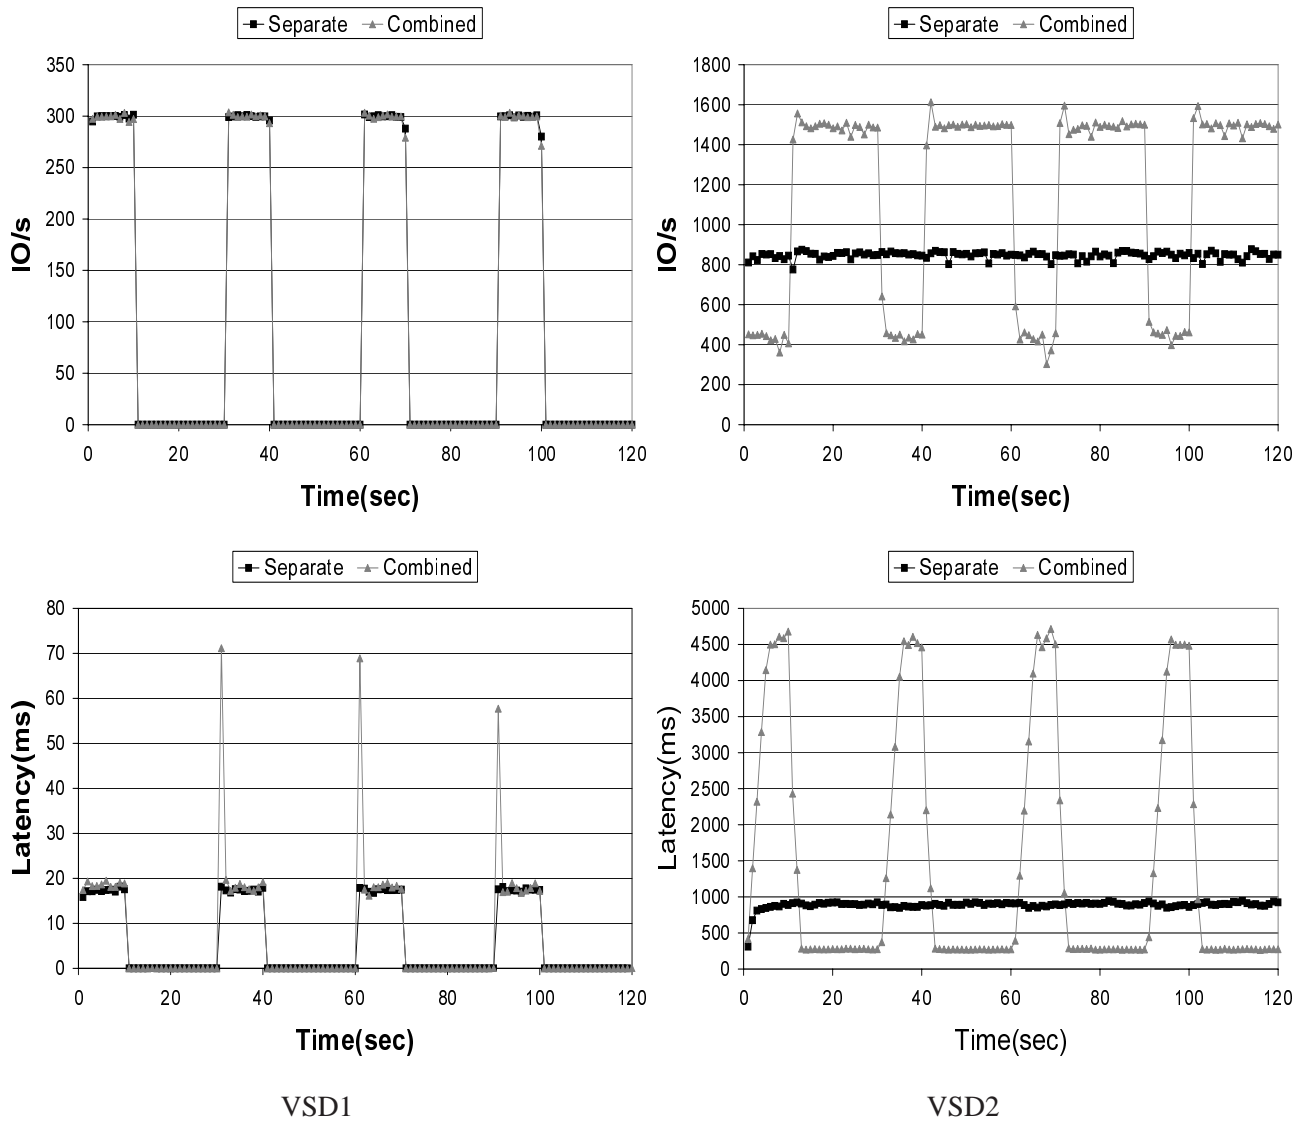 Separate Combined
350
300
250
200
150
100
50
0
IO/s
0 20 40 60 80 100 120
Time(sec)
Separate Combined
1800
1600
1400
1200
1000
800
600
400
200
0
IO/s
0 20 40 60 80 100 120
Time(sec)
Separate Combined
80
70
60
50
40
30
20
10
0
Latency(ms)
0 20 40 60 80 100 120
Time(sec)
VSD1
Separate Combined
5000
4500
4000
3500
3000
2500
2000
1500
1000
500
0
Latency(ms)
0 20 40 60 80 100 120
Time(sec)
VSD2